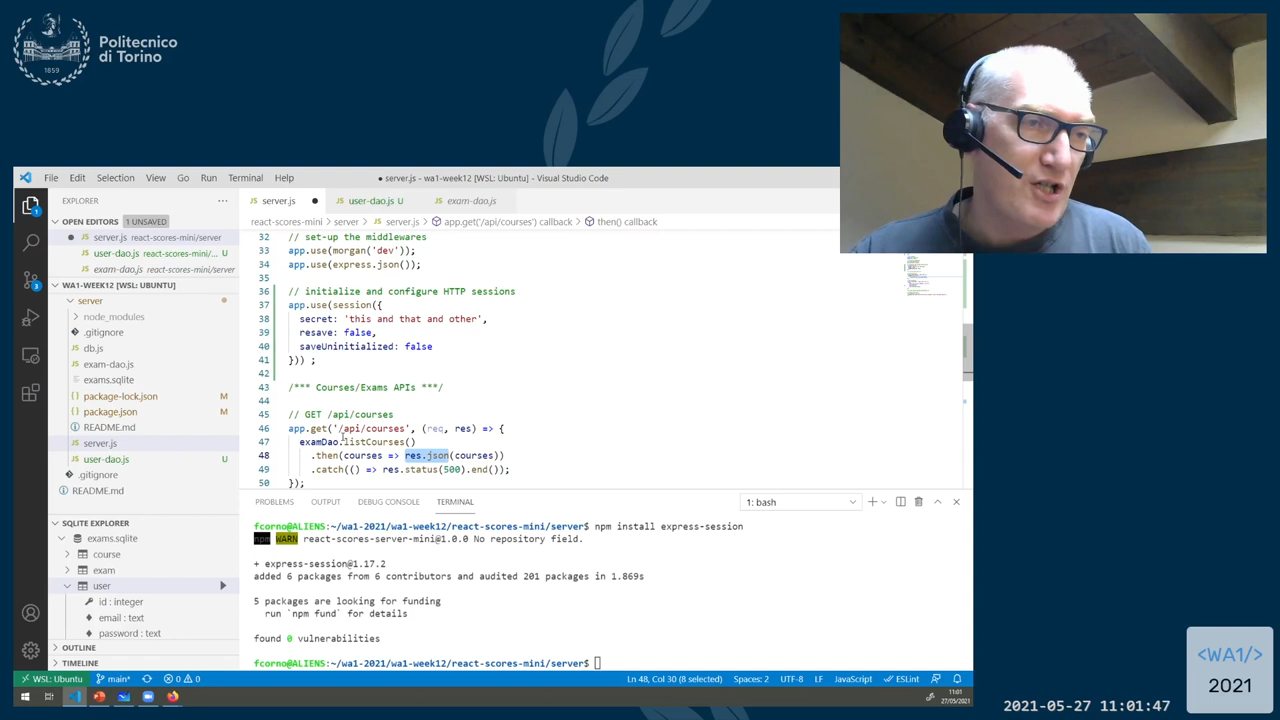 Politecnico
di Torino
1859
File Edit Selection View Go Run Terminal Help
● server.js - wa1-week12 [WSL: Ubuntu] - Visual Studio Code
EXPLORER
OPEN EDITORS 1 UNSAVED
server.js react-scores-mini/server
user-dao.js react-scores-mini/... U
exam-dao.js react-scores-mini/server
WA1-WEEK12 [WSL: UBUNTU]
server
node_modules
.gitignore
db.js
exam-dao.js
exams.sqlite
package-lock.json M
package.json M
README.md
server.js
user-dao.js U
.gitignore
README.md
SQLITE EXPLORER
exams.sqlite
course
exam
user
id : integer
email : text
password : text
OUTLINE
TIMELINE
server.js ● user-dao.js U exam-dao.js
react-scores-mini > server > server.js > app.get('/api/courses') callback > then() callback
32 // set-up the middlewares
33 app.use(morgan('dev'));
34 app.use(express.json());
35
36 // initialize and configure HTTP sessions
37 app.use(session({
38 secret: 'this and that and other',
39 resave: false,
40 saveUninitialized: false
41 })) ;
42
43 /*** Courses/Exams APIs ***/
44
45 // GET /api/courses
46 app.get('/api/courses', (req, res) => {
47 examDao.listCourses()
48 .then(courses => res.json(courses))
49 .catch(() => res.status(500).end());
50 });
PROBLEMS OUTPUT DEBUG CONSOLE TERMINAL 1: bash
fcorno@ALIENS:~/wa1-2021/wa1-week12/react-scores-mini/server$ npm install express-session
npm WARN react-scores-server-mini@1.0.0 No repository field.
+ express-session@1.17.2
added 6 packages from 6 contributors and audited 201 packages in 1.869s
5 packages are looking for funding
run `npm fund` for details
found 0 vulnerabilities
fcorno@ALIENS:~/wa1-2021/wa1-week12/react-scores-mini/server$
WSL: Ubuntu main* 0 0 Ln 48, Col 30 (8 selected) Spaces: 2 UTF-8 LF JavaScript ESLint
11:01
27/05/2021
<WA1/>
2021
2021-05-27 11:01:47